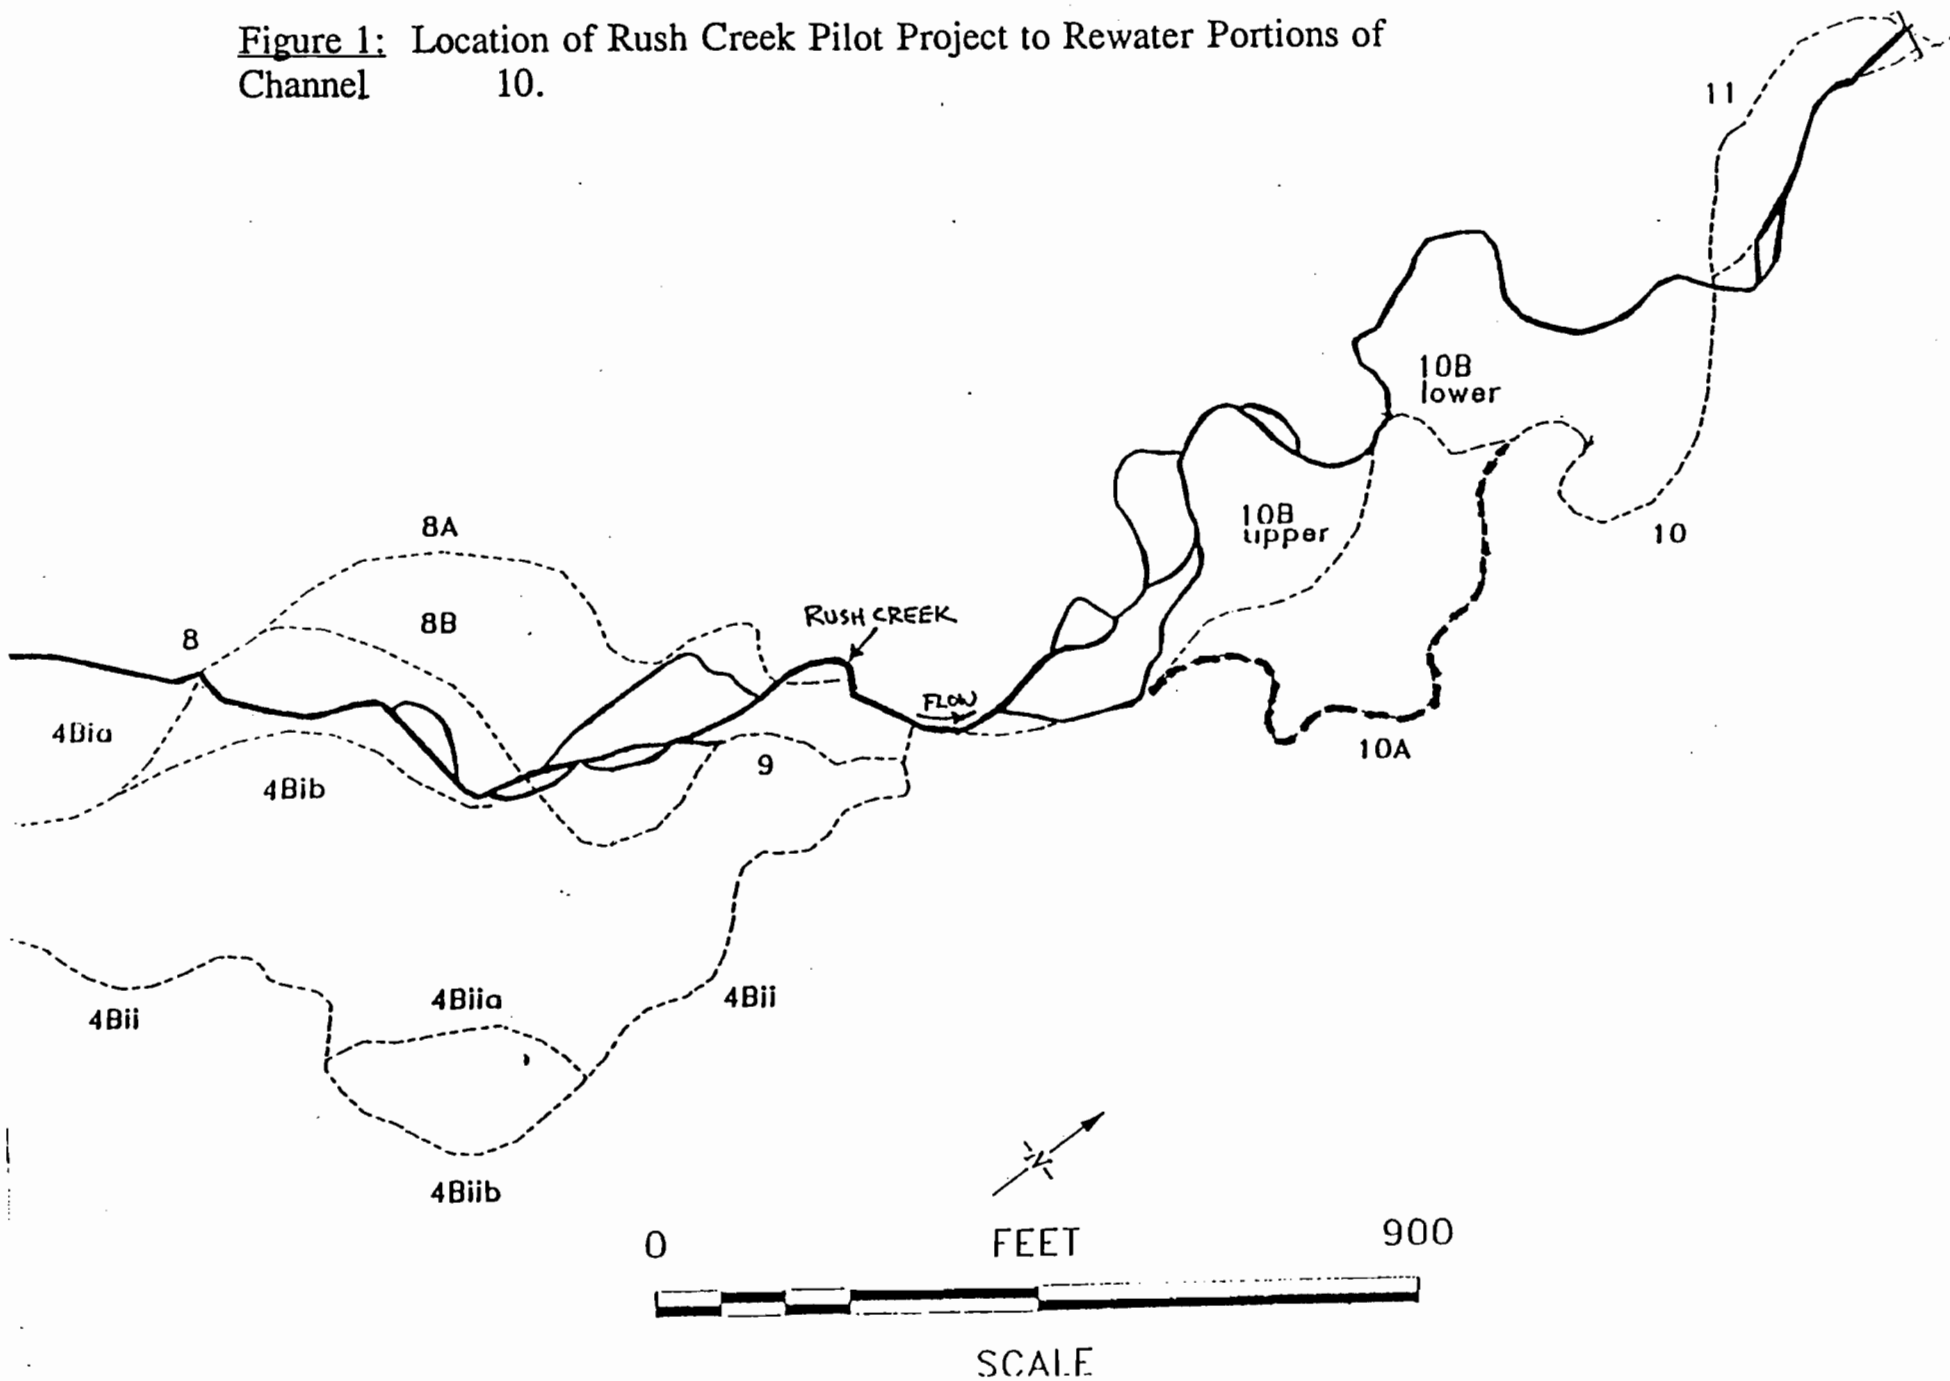 Figure 1: Location of Rush Creek Pilot Project to Rewater Portions of
Channel 10.
11
10B
lower
10B
upper
10
8A
8B
RUSH CREEK
8
FLOW
4Bia
4Bib
9
10A
4Biia
4Bii
4Bii
4Biib
N
0 FEET 900
SCALE